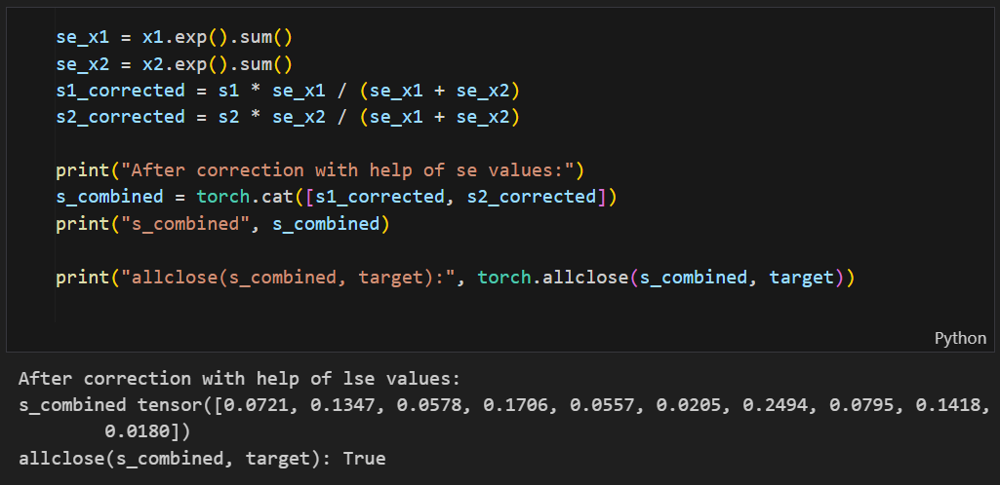 se_x1 = x1.exp().sum()
se_x2 = x2.exp().sum()
s1_corrected = s1 * se_x1 / (se_x1 + se_x2)
s2_corrected = s2 * se_x2 / (se_x1 + se_x2)
print("After correction with help of se values:")
s_combined = torch.cat([s1_corrected, s2_corrected])
print("s_combined", s_combined)
print("allclose(s_combined, target):", torch.allclose(s_combined, target))
Python
After correction with help of lse values:
s_combined tensor([0.0721, 0.1347, 0.0578, 0.1706, 0.0557, 0.0205, 0.2494, 0.0795, 0.1418,
0.0180])
allclose(s_combined, target): True